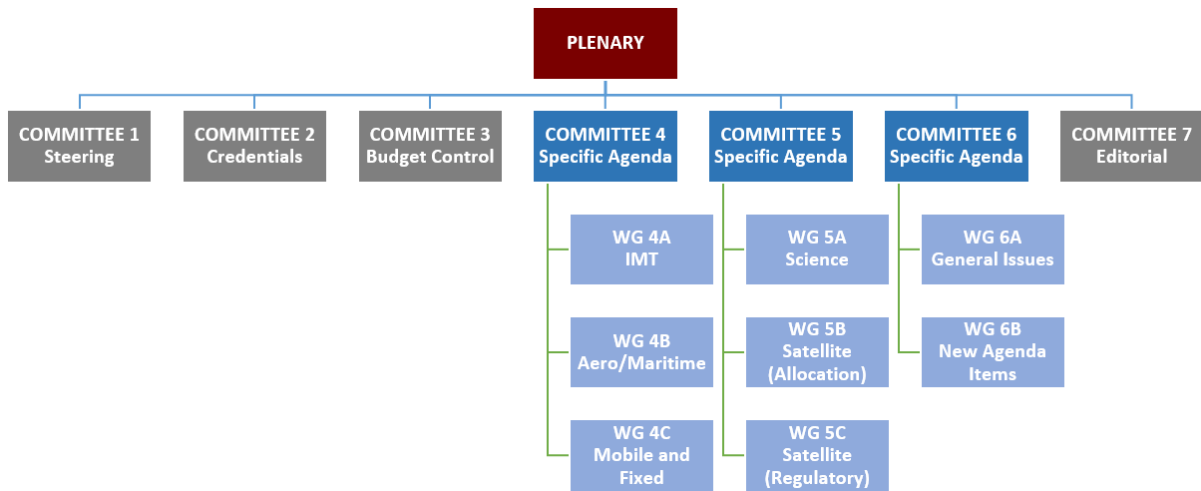 PLENARY
COMMITTEE 1
Steering
COMMITTEE 2
Credentials
COMMITTEE 3
Budget Control
COMMITTEE 4
Specific Agenda
COMMITTEE 5
Specific Agenda
COMMITTEE 6
Specific Agenda
COMMITTEE 7
Editorial
WG 4A
IMT
WG 4B
Aero/Maritime
WG 4C
Mobile and
Fixed
WG 5A
Science
WG 5B
Satellite
(Allocation)
WG 5C
Satellite
(Regulatory)
WG 6A
General Issues
WG 6B
New Agenda
Items